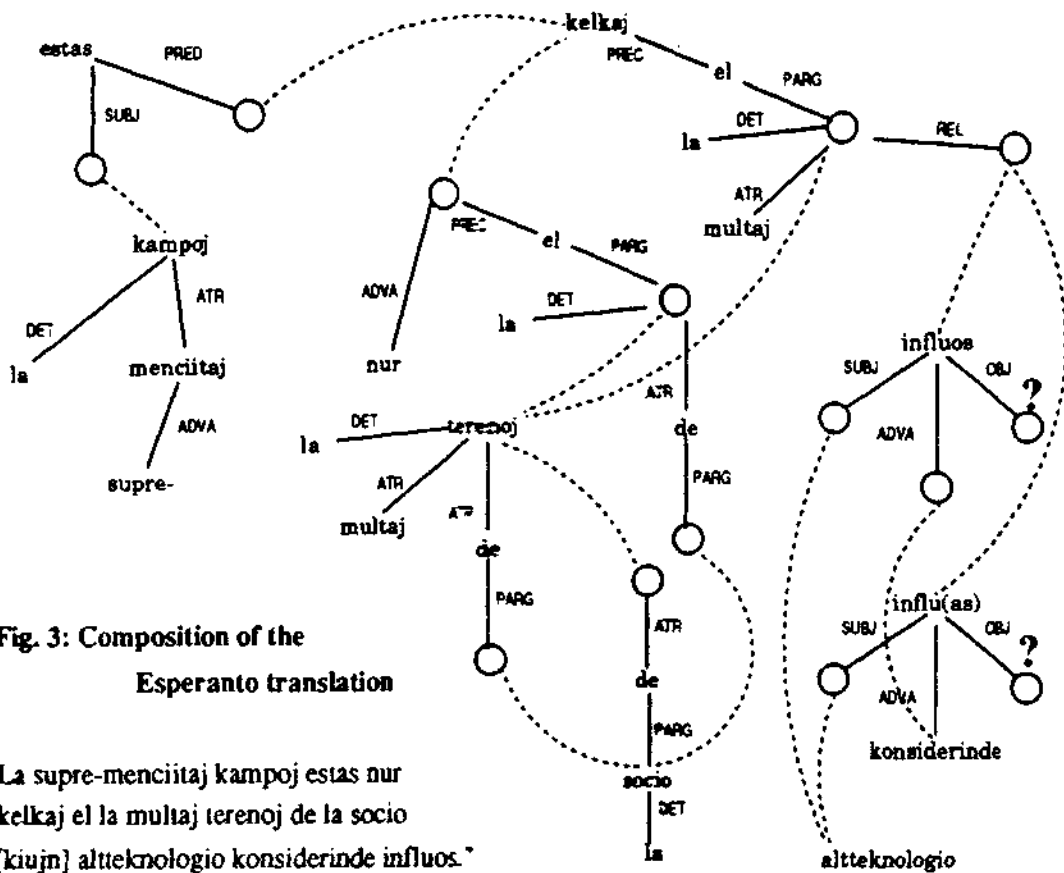 kelkaj
estas PRED PREC
el PARG
SUBJ DET REL
la
ATR
kampoj PREC el PARG multaj
ATR ADVA DET
DET la influos
la menciitaj nur SUBJ OBJ
ATR ?
ADVA DET terenoj de ADVA
la
supre- ATR PARG
multaj ATR
de
influ(as)
PARG ATR SUBJ OBJ
Fig. 3: Composition of the ?
Esperanto translation de ADVA
PARG konsiderinde
La supre-menciitaj kampoj estas nur socio
kelkaj el la multaj terenoj de la socio DET
[kiujn] altteknologio konsiderinde influos." la altteknologio